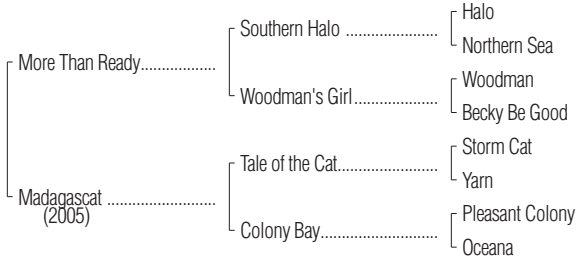 Halo
Southern Halo ......................
Northern Sea
More Than Ready..................
Woodman
Woodman's Girl....................
Becky Be Good
Storm Cat
Tale of the Cat........................
Yarn
Madagascat .........................
(2005)
Pleasant Colony
Colony Bay............................
Oceana